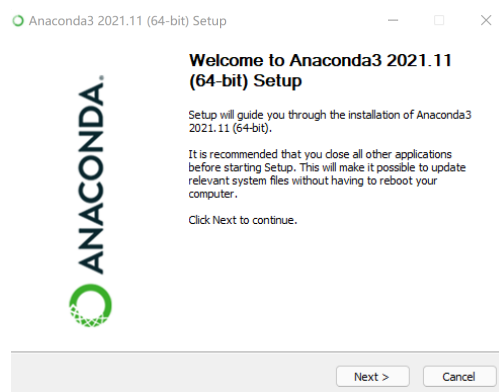 Anaconda3 2021.11 (64-bit) Setup
Welcome to Anaconda3 2021.11
(64-bit) Setup
Setup will guide you through the installation of Anaconda3
2021.11 (64-bit).
It is recommended that you close all other applications
before starting Setup. This will make it possible to update
relevant system files without having to reboot your
computer.
Click Next to continue.
ANACONDA.
Next >
Cancel